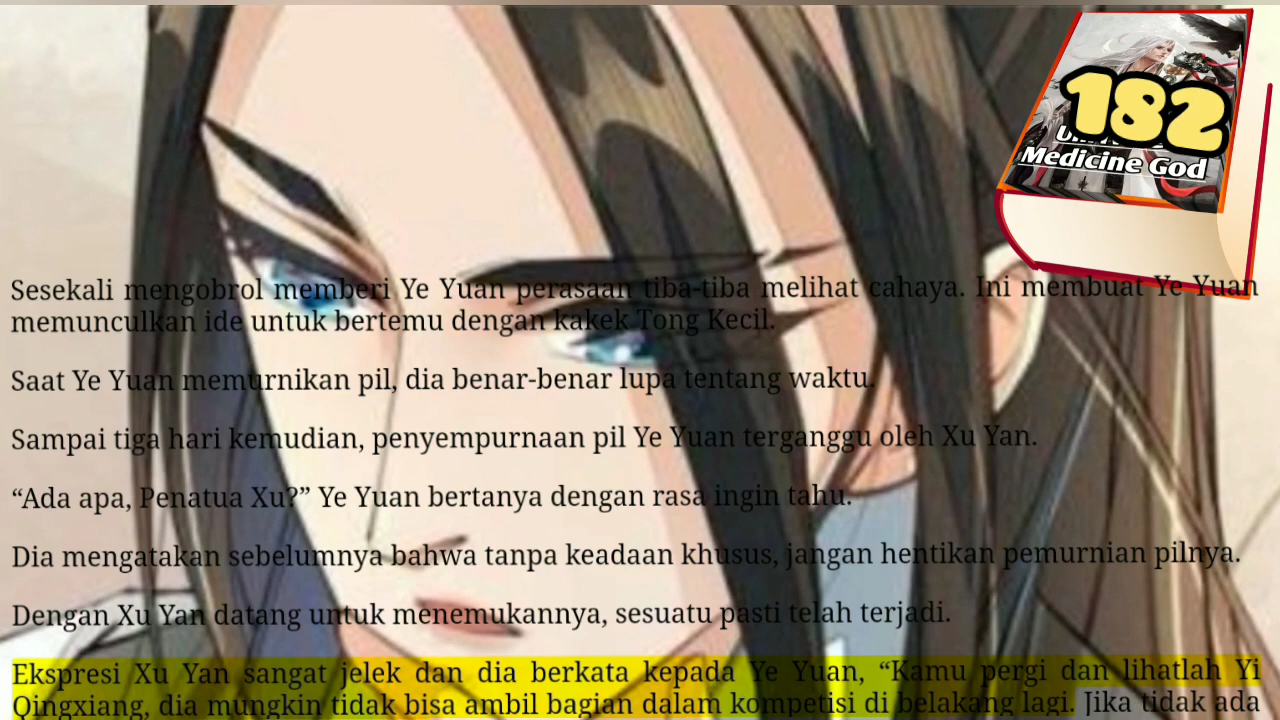 182
Medicine God
Sesekali mengobrol memberi Ye Yuan perasaan tiba-tiba melihat cahaya. Ini membuat Ye Yuan
memunculkan ide untuk bertemu dengan kakek Tong Kecil.
Saat Ye Yuan memurnikan pil, dia benar-benar lupa tentang waktu.
Sampai tiga hari kemudian, penyempurnaan pil Ye Yuan terganggu oleh Xu Yan.
“Ada apa, Penatua Xu?” Ye Yuan bertanya dengan rasa ingin tahu.
Dia mengatakan sebelumnya bahwa tanpa keadaan khusus, jangan hentikan pemurnian pilnya.
Dengan Xu Yan datang untuk menemukannya, sesuatu pasti telah terjadi.
Ekspresi Xu Yan sangat jelek dan dia berkata kepada Ye Yuan, “Kamu pergi dan lihatlah Yi
Qingxiang, dia mungkin tidak bisa ambil bagian dalam kompetisi di belakang lagi. Jika tidak ada